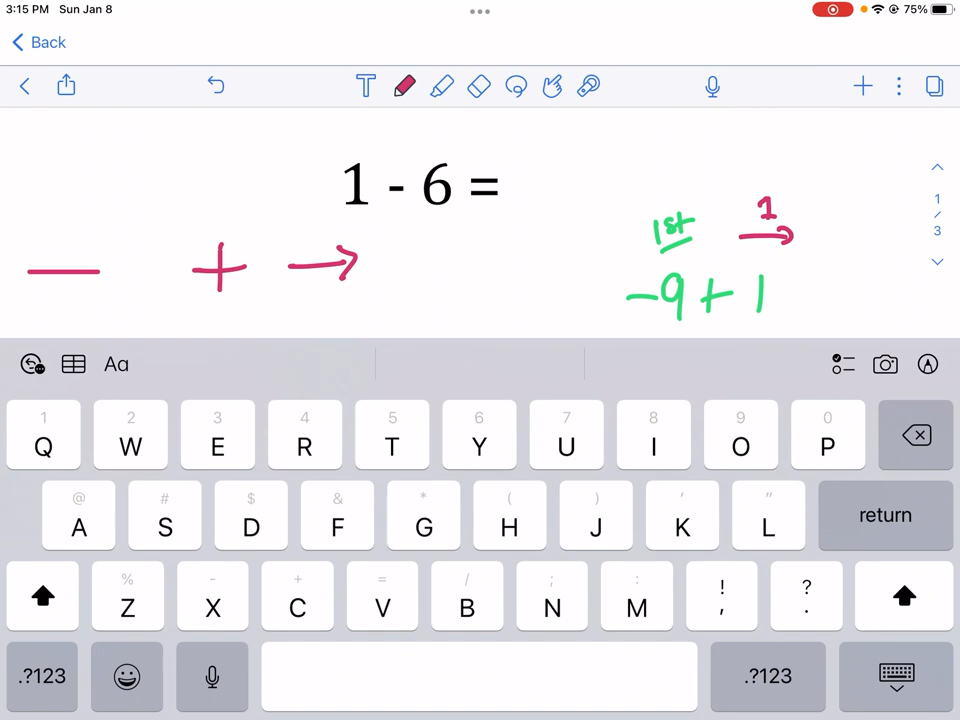 3:15 PM Sun Jan 8
75%
Back
T
1 - 6 =
1
/
3
1st 1
— + →
-9 + 1
Aa
1 2 3 4 5 6 7 8 9 0
Q W E R T Y U I O P
@ # $ & * ( ) ' "
A S D F G H J K L return
% - + = / ; : ! ?
Z X C V B N M , .
.?123 .?123